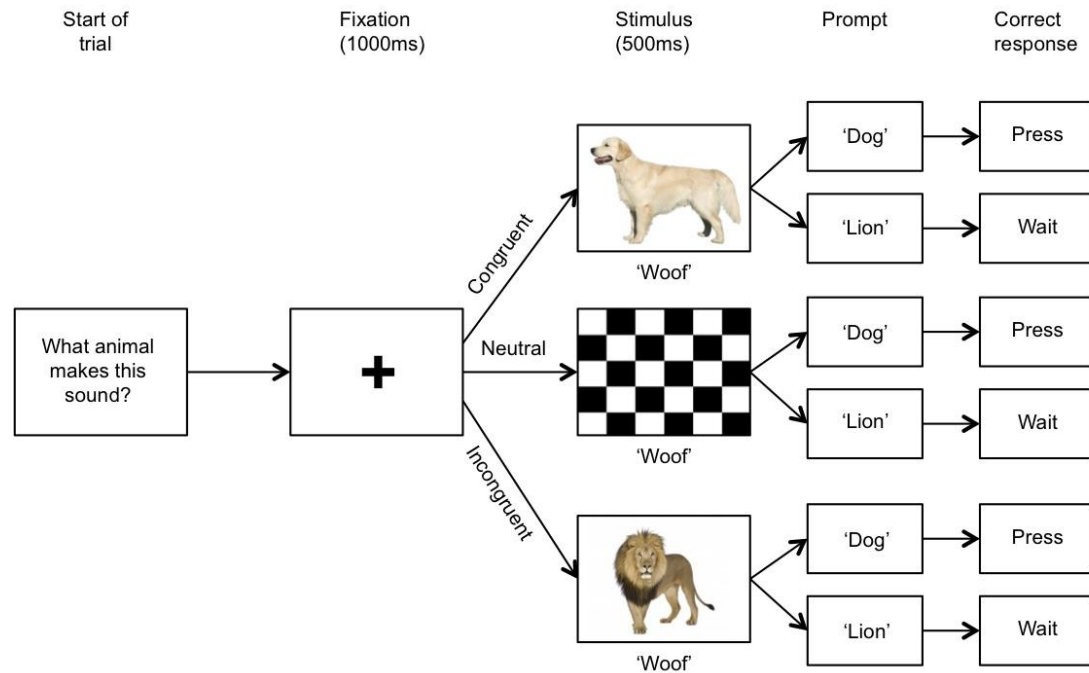 Start of
trial
Fixation
(1000ms)
Stimulus
(500ms)
Prompt
Correct
response
What animal
makes this
sound?
Congruent
Neutral
Incongruent
‘Woof’
‘Dog’
Press
‘Lion’
Wait
‘Woof’
‘Dog’
Press
‘Lion’
Wait
‘Woof’
‘Dog’
Press
‘Lion’
Wait